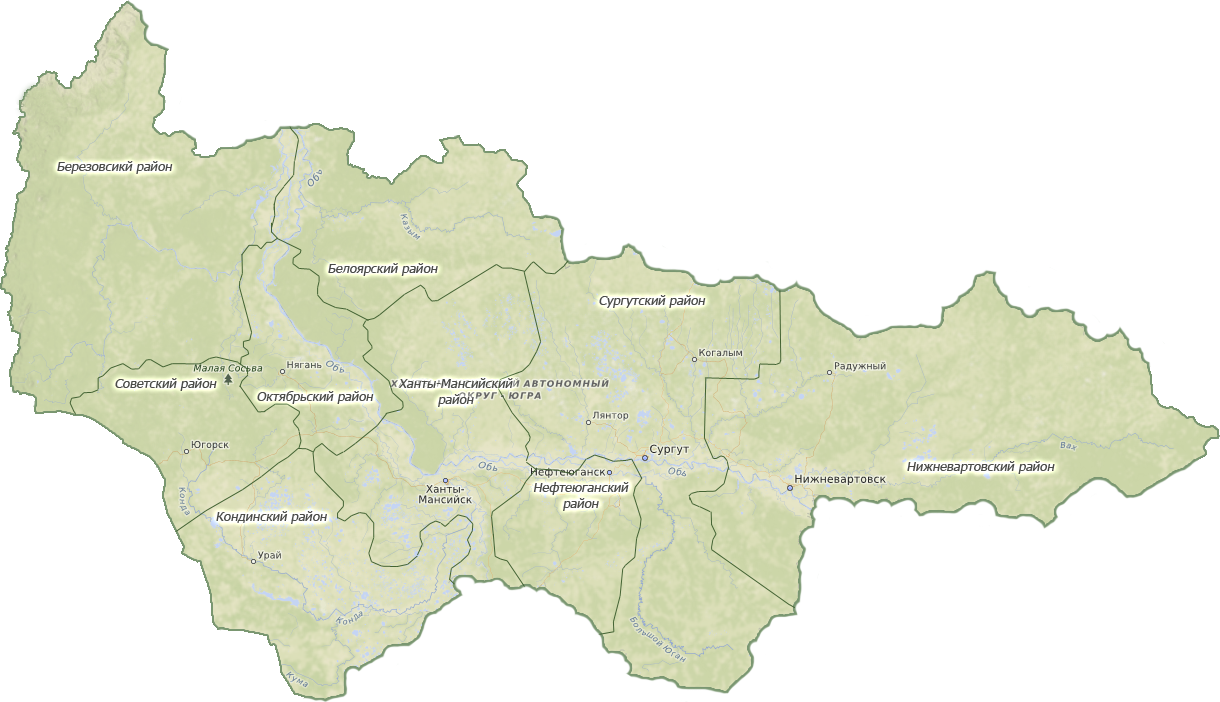 Березовсикй район
Обь
Казым
Белоярский район
Сургутский район
Когалым
Малая Сосьва
Нягань
Обь
Радужный
Советский район
Октябрьский район
Ханты-Мансийский
район
АВТОНОМНЫЙ
ОКРУГ - ЮГРА
Лянтор
Югорск
Сургут
Вах
Обь
Нефтеюганск
Обь
Нижневартовский район
Нижневартовск
Ханты-
Мансийск
Нефтеюганский
район
Конда
Кондинский район
Урай
Конда
Большой Юган
Кума